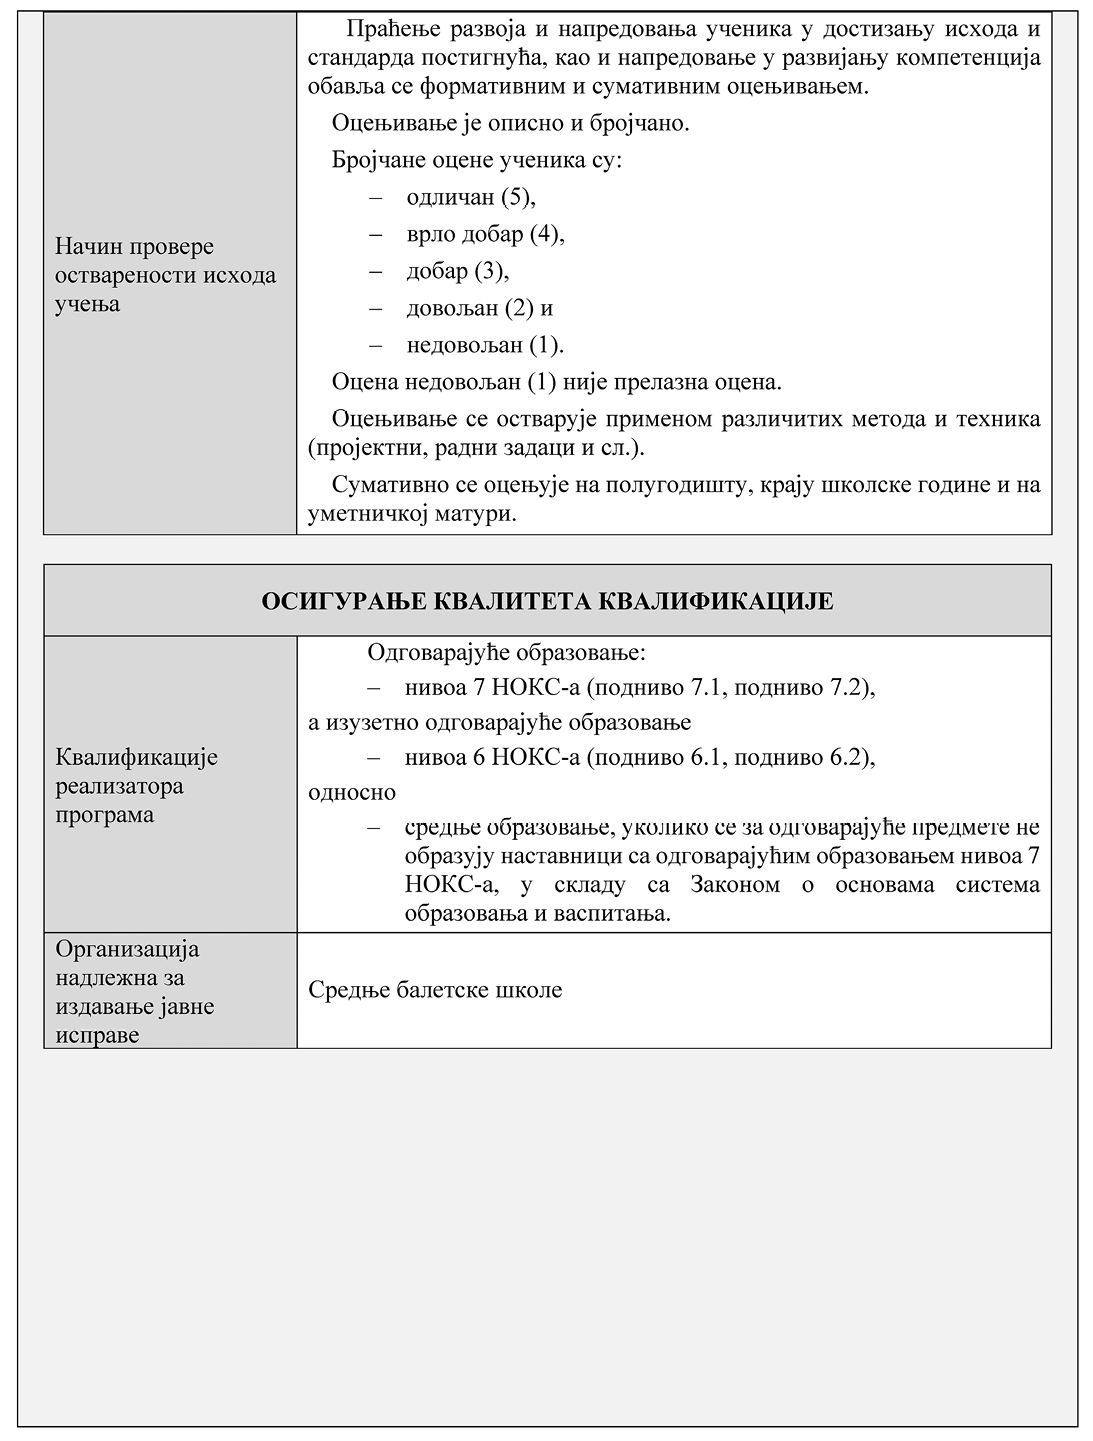 Праћење развоја и напредовања ученика у достизању исхода и
стандарда постигнућа, као и напредовање у развијању компетенција
обавља се формативним и сумативним оцењивањем.
Оцењивање је описно и бројчано.
Бројчане оцене ученика су:
– одличан (5),
– врло добар (4),
– добар (3),
– довољан (2) и
– недовољан (1).
Оцена недовољан (1) није прелазна оцена.
Оцењивање се остварује применом различитих метода и техника
(пројектни, радни задаци и сл.).
Сумативно се оцењује на полугодишту, крају школске године и на
уметничкој матури.
Начин провере
остварености исхода
учења
ОСИГУРАЊЕ КВАЛИТЕТА КВАЛИФИКАЦИЈЕ
Квалификације
реализатора
програма
Одговарајуће образовање:
– нивоа 7 НОКС-а (подниво 7.1, подниво 7.2),
а изузетно одговарајуће образовање
– нивоа 6 НОКС-а (подниво 6.1, подниво 6.2),
односно
– средње образовање, уколико се за одговарајуће предмете не
образују наставници са одговарајућим образовањем нивоа 7
НОКС-а, у складу са Законом о основама система
образовања и васпитања.
Организација
надлежна за
издавање јавне
исправе
Средње балетске школе